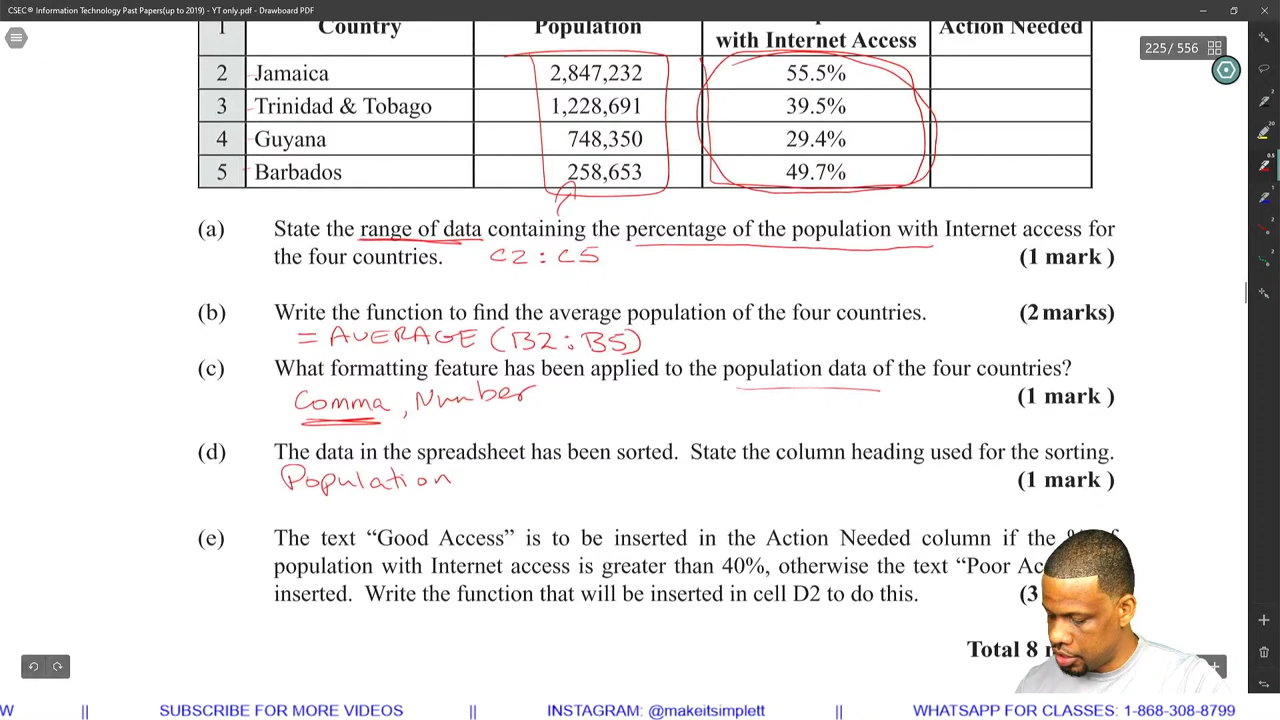 CSEC® Information Technology Past Papers(up to 2019) - YT only.pdf - Drawboard PDF
225 / 556
1 Country Population with Internet Access Action Needed
2 Jamaica 2,847,232 55.5%
3 Trinidad & Tobago 1,228,691 39.5%
4 Guyana 748,350 29.4%
5 Barbados 258,653 49.7%
(a) State the range of data containing the percentage of the population with Internet access for
the four countries. C2 : C5 (1 mark )
(b) Write the function to find the average population of the four countries. (2 marks)
= AVERAGE (B2 : B5)
(c) What formatting feature has been applied to the population data of the four countries?
Comma, Number (1 mark )
(d) The data in the spreadsheet has been sorted. State the column heading used for the sorting.
Population (1 mark )
(e) The text “Good Access” is to be inserted in the Action Needed column if the
population with Internet access is greater than 40%, otherwise the text “Poor
inserted. Write the function that will be inserted in cell D2 to do this. (3
Total 8
W || SUBSCRIBE FOR MORE VIDEOS || INSTAGRAM: @makeitsimplett || WHATSAPP FOR CLASSES: 1-868-308-8799